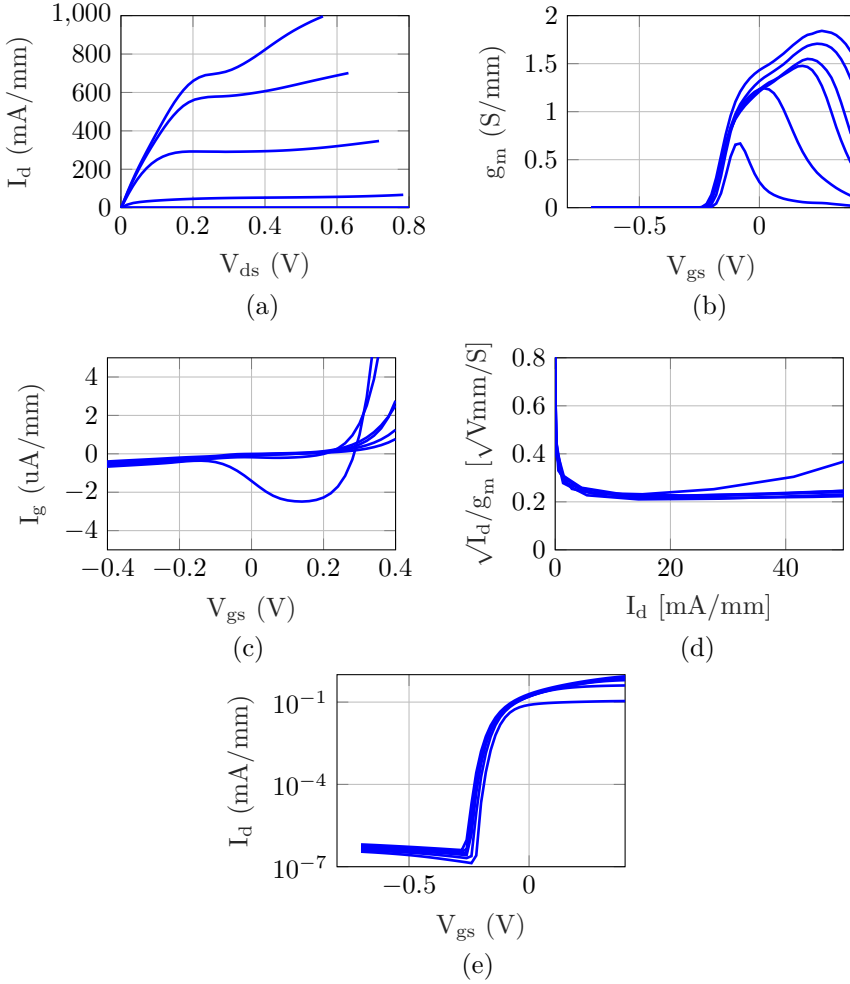 1,000
800
600
400
200
0
0
0.2
0.4
0.6
0.8
I_d (mA/mm)
V_ds (V)
(a)
2
1.5
1
0.5
0
−0.5
0
g_m (S/mm)
V_gs (V)
(b)
4
2
0
−2
−4
−0.4
−0.2
0
0.2
0.4
I_g (uA/mm)
V_gs (V)
(c)
0.8
0.6
0.4
0.2
0
0
20
40
√I_d/g_m [√Vmm/S]
I_d [mA/mm]
(d)
10^−1
10^−4
10^−7
−0.5
0
I_d (mA/mm)
V_gs (V)
(e)